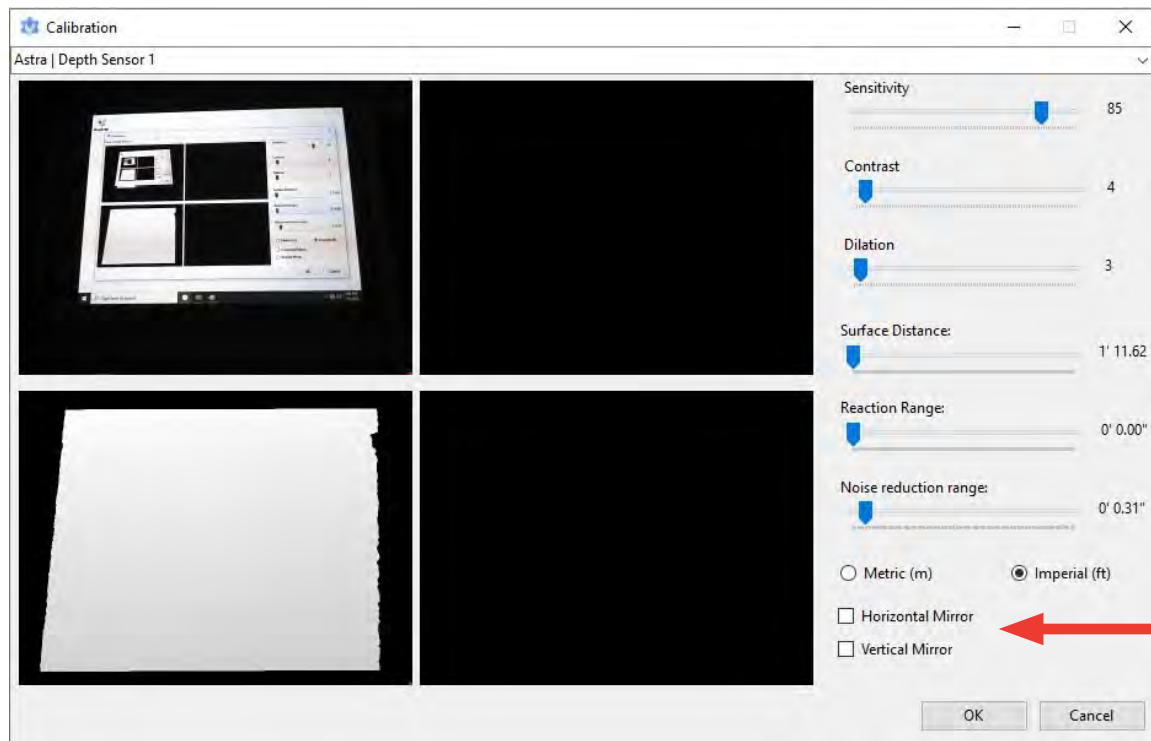 Calibration
Astra | Depth Sensor 1
Sensitivity
85
Contrast
4
Dilation
3
Surface Distance:
1' 11.62
Reaction Range:
0' 0.00"
Noise reduction range:
0' 0.31"
Metric (m) Imperial (ft)
Horizontal Mirror
Vertical Mirror
OK Cancel